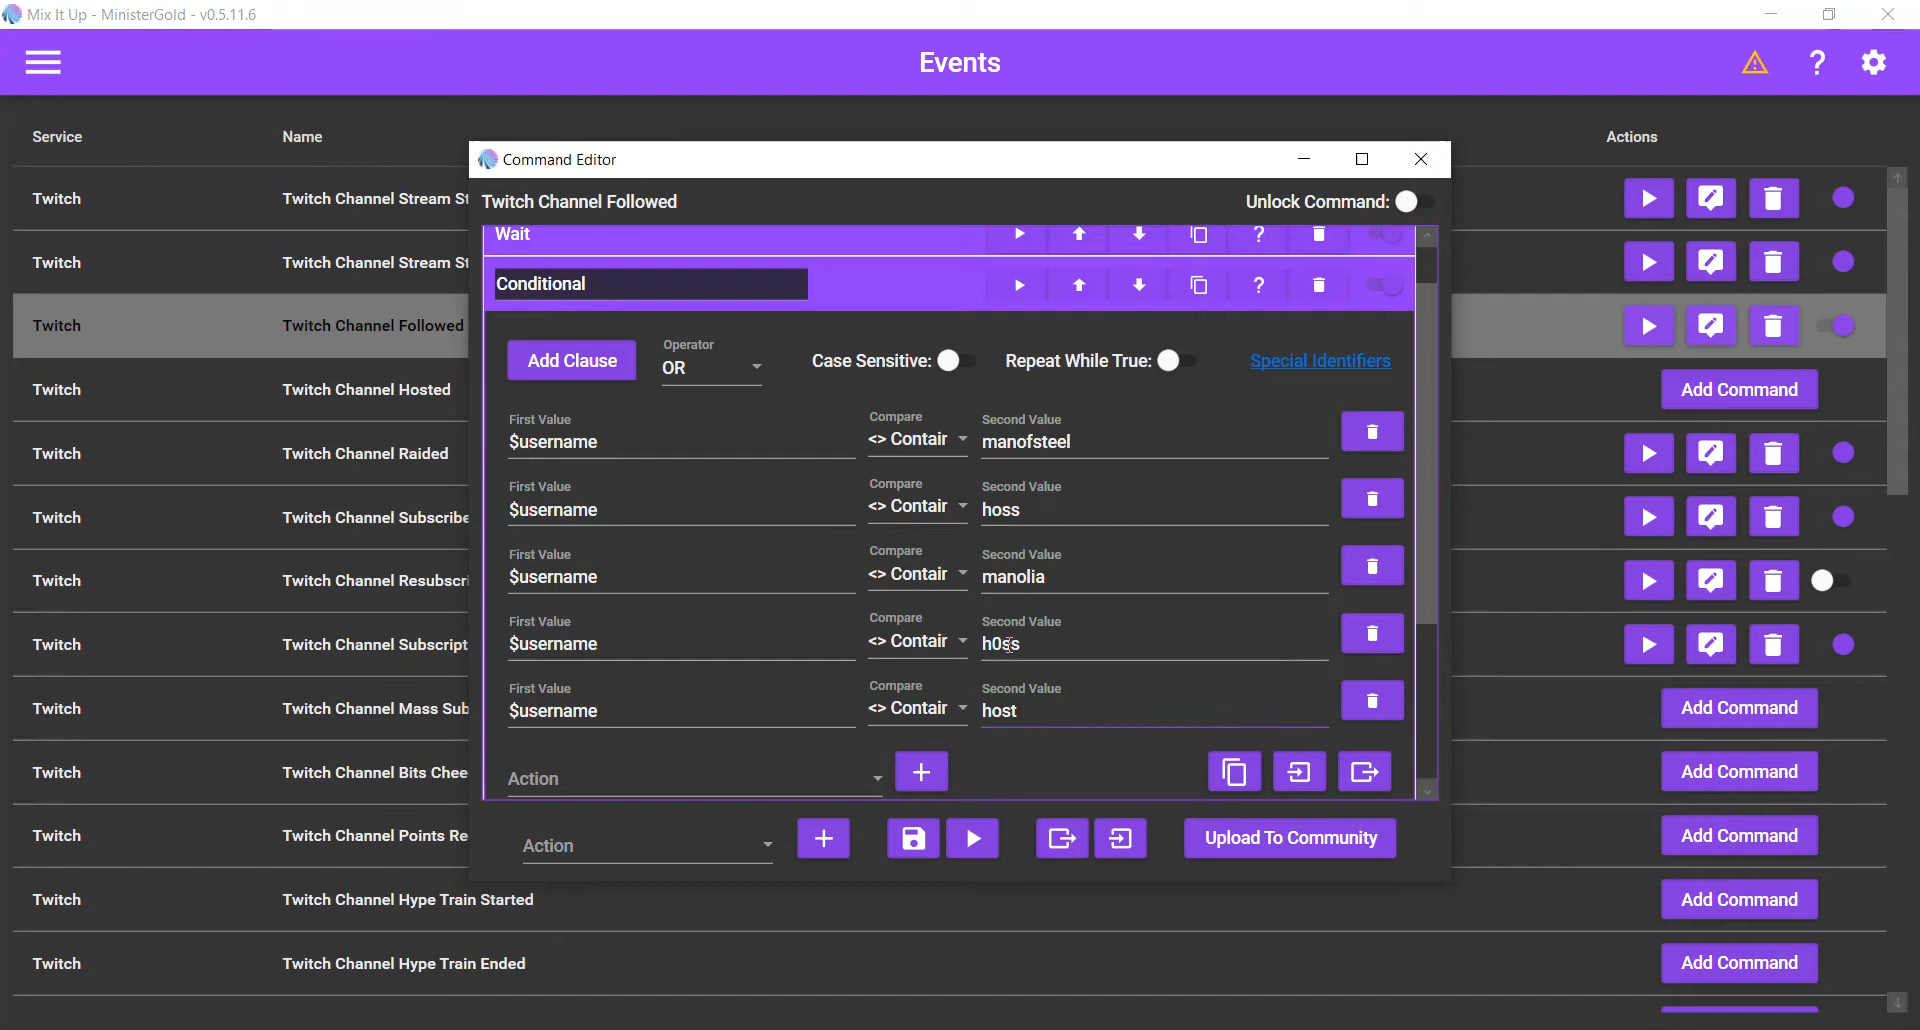 Mix It Up - MinisterGold - v0.5.11.6
Events
Service Name Actions
Command Editor
Twitch Channel Followed Unlock Command:
Wait
Conditional
Add Clause Operator OR Case Sensitive: Repeat While True: Special Identifiers
First Value Compare Second Value
$username <> Contair manofsteel
First Value Compare Second Value
$username <> Contair hoss
First Value Compare Second Value
$username <> Contair manolia
First Value Compare Second Value
$username <> Contair h0ss
First Value Compare Second Value
$username <> Contair host
Action
Action Upload To Community
Twitch Twitch Channel Stream St
Twitch Twitch Channel Stream St
Twitch Twitch Channel Followed
Twitch Twitch Channel Hosted Add Command
Twitch Twitch Channel Raided
Twitch Twitch Channel Subscribe
Twitch Twitch Channel Resubscri
Twitch Twitch Channel Subscript
Twitch Twitch Channel Mass Sub Add Command
Twitch Twitch Channel Bits Chee Add Command
Twitch Twitch Channel Points Re Add Command
Twitch Twitch Channel Hype Train Started Add Command
Twitch Twitch Channel Hype Train Ended Add Command